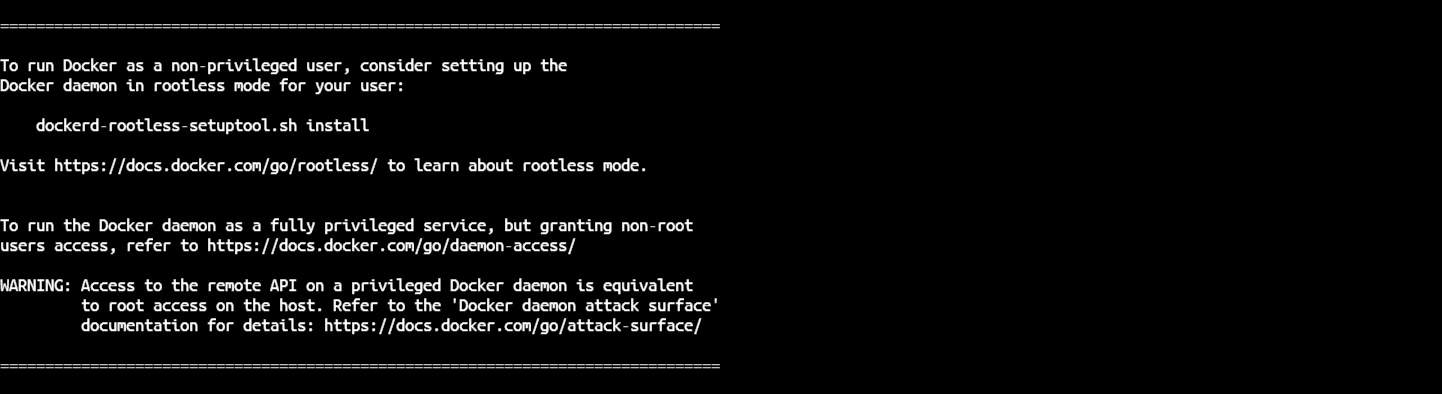 ================================================================================
To run Docker as a non-privileged user, consider setting up the
Docker daemon in rootless mode for your user:
    dockerd-rootless-setuptool.sh install
Visit https://docs.docker.com/go/rootless/ to learn about rootless mode.
To run the Docker daemon as a fully privileged service, but granting non-root
users access, refer to https://docs.docker.com/go/daemon-access/
WARNING: Access to the remote API on a privileged Docker daemon is equivalent
         to root access on the host. Refer to the 'Docker daemon attack surface'
         documentation for details: https://docs.docker.com/go/attack-surface/
================================================================================